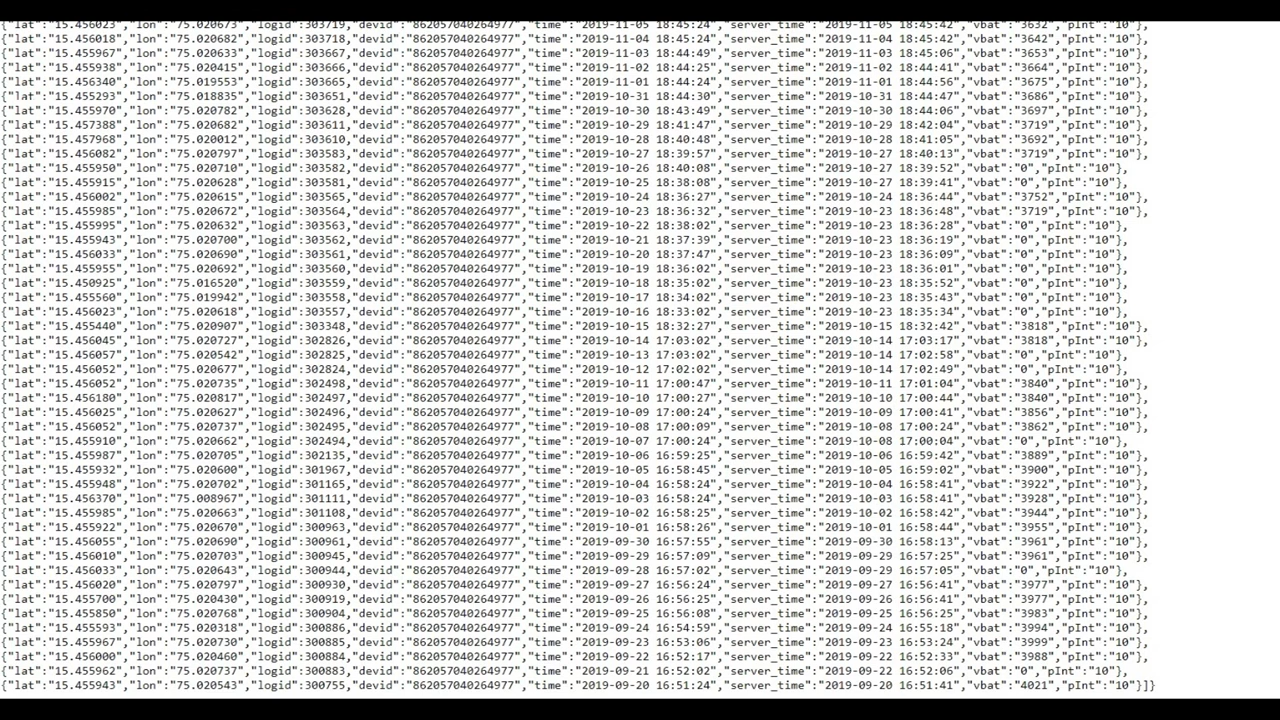 {"lat":"15.456023","lon":"75.020673","logid":303719,"devid":"862057040264977","time":"2019-11-05 18:45:24","server_time":"2019-11-05 18:45:42","vbat":"3632","pInt":"10"},
{"lat":"15.456018","lon":"75.020682","logid":303718,"devid":"862057040264977","time":"2019-11-04 18:45:24","server_time":"2019-11-04 18:45:42","vbat":"3642","pInt":"10"},
{"lat":"15.455967","lon":"75.020633","logid":303667,"devid":"862057040264977","time":"2019-11-03 18:44:49","server_time":"2019-11-03 18:45:06","vbat":"3653","pInt":"10"},
{"lat":"15.455938","lon":"75.020415","logid":303666,"devid":"862057040264977","time":"2019-11-02 18:44:25","server_time":"2019-11-02 18:44:41","vbat":"3664","pInt":"10"},
{"lat":"15.456340","lon":"75.019553","logid":303665,"devid":"862057040264977","time":"2019-11-01 18:44:24","server_time":"2019-11-01 18:44:56","vbat":"3675","pInt":"10"},
{"lat":"15.455293","lon":"75.018835","logid":303651,"devid":"862057040264977","time":"2019-10-31 18:44:30","server_time":"2019-10-31 18:44:47","vbat":"3686","pInt":"10"},
{"lat":"15.455970","lon":"75.020782","logid":303628,"devid":"862057040264977","time":"2019-10-30 18:43:49","server_time":"2019-10-30 18:44:06","vbat":"3697","pInt":"10"},
{"lat":"15.457388","lon":"75.020682","logid":303611,"devid":"862057040264977","time":"2019-10-29 18:41:47","server_time":"2019-10-29 18:42:04","vbat":"3719","pInt":"10"},
{"lat":"15.457968","lon":"75.020012","logid":303610,"devid":"862057040264977","time":"2019-10-28 18:40:48","server_time":"2019-10-28 18:41:05","vbat":"3692","pInt":"10"},
{"lat":"15.456082","lon":"75.020797","logid":303583,"devid":"862057040264977","time":"2019-10-27 18:39:57","server_time":"2019-10-27 18:40:13","vbat":"3719","pInt":"10"},
{"lat":"15.455950","lon":"75.020710","logid":303582,"devid":"862057040264977","time":"2019-10-26 18:40:08","server_time":"2019-10-27 18:39:52","vbat":"0","pInt":"10"},
{"lat":"15.455915","lon":"75.020628","logid":303581,"devid":"862057040264977","time":"2019-10-25 18:38:08","server_time":"2019-10-27 18:39:41","vbat":"0","pInt":"10"},
{"lat":"15.456002","lon":"75.020615","logid":303565,"devid":"862057040264977","time":"2019-10-24 18:36:27","server_time":"2019-10-24 18:36:44","vbat":"3752","pInt":"10"},
{"lat":"15.455985","lon":"75.020672","logid":303564,"devid":"862057040264977","time":"2019-10-23 18:36:32","server_time":"2019-10-23 18:36:48","vbat":"3719","pInt":"10"},
{"lat":"15.455995","lon":"75.020632","logid":303563,"devid":"862057040264977","time":"2019-10-22 18:38:02","server_time":"2019-10-23 18:36:28","vbat":"0","pInt":"10"},
{"lat":"15.455943","lon":"75.020700","logid":303562,"devid":"862057040264977","time":"2019-10-21 18:37:39","server_time":"2019-10-23 18:36:19","vbat":"0","pInt":"10"},
{"lat":"15.456033","lon":"75.020690","logid":303561,"devid":"862057040264977","time":"2019-10-20 18:37:47","server_time":"2019-10-23 18:36:09","vbat":"0","pInt":"10"},
{"lat":"15.455955","lon":"75.020692","logid":303560,"devid":"862057040264977","time":"2019-10-19 18:36:02","server_time":"2019-10-23 18:36:01","vbat":"0","pInt":"10"},
{"lat":"15.450925","lon":"75.016520","logid":303559,"devid":"862057040264977","time":"2019-10-18 18:35:02","server_time":"2019-10-23 18:35:52","vbat":"0","pInt":"10"},
{"lat":"15.455560","lon":"75.019942","logid":303558,"devid":"862057040264977","time":"2019-10-17 18:34:02","server_time":"2019-10-23 18:35:43","vbat":"0","pInt":"10"},
{"lat":"15.456023","lon":"75.020618","logid":303557,"devid":"862057040264977","time":"2019-10-16 18:33:02","server_time":"2019-10-23 18:35:34","vbat":"0","pInt":"10"},
{"lat":"15.455440","lon":"75.020907","logid":303348,"devid":"862057040264977","time":"2019-10-15 18:32:27","server_time":"2019-10-15 18:32:42","vbat":"3818","pInt":"10"},
{"lat":"15.456045","lon":"75.020727","logid":302826,"devid":"862057040264977","time":"2019-10-14 17:03:02","server_time":"2019-10-14 17:03:17","vbat":"3818","pInt":"10"},
{"lat":"15.456057","lon":"75.020542","logid":302825,"devid":"862057040264977","time":"2019-10-13 17:03:02","server_time":"2019-10-14 17:02:58","vbat":"0","pInt":"10"},
{"lat":"15.456052","lon":"75.020677","logid":302824,"devid":"862057040264977","time":"2019-10-12 17:02:02","server_time":"2019-10-14 17:02:49","vbat":"0","pInt":"10"},
{"lat":"15.456052","lon":"75.020735","logid":302498,"devid":"862057040264977","time":"2019-10-11 17:00:47","server_time":"2019-10-11 17:01:04","vbat":"3840","pInt":"10"},
{"lat":"15.456180","lon":"75.020817","logid":302497,"devid":"862057040264977","time":"2019-10-10 17:00:27","server_time":"2019-10-10 17:00:44","vbat":"3840","pInt":"10"},
{"lat":"15.456025","lon":"75.020627","logid":302496,"devid":"862057040264977","time":"2019-10-09 17:00:24","server_time":"2019-10-09 17:00:41","vbat":"3856","pInt":"10"},
{"lat":"15.456052","lon":"75.020737","logid":302495,"devid":"862057040264977","time":"2019-10-08 17:00:09","server_time":"2019-10-08 17:00:24","vbat":"3862","pInt":"10"},
{"lat":"15.455910","lon":"75.020662","logid":302494,"devid":"862057040264977","time":"2019-10-07 17:00:24","server_time":"2019-10-08 17:00:04","vbat":"0","pInt":"10"},
{"lat":"15.455987","lon":"75.020705","logid":302135,"devid":"862057040264977","time":"2019-10-06 16:59:25","server_time":"2019-10-06 16:59:42","vbat":"3889","pInt":"10"},
{"lat":"15.455932","lon":"75.020600","logid":301967,"devid":"862057040264977","time":"2019-10-05 16:58:45","server_time":"2019-10-05 16:59:02","vbat":"3900","pInt":"10"},
{"lat":"15.455948","lon":"75.020702","logid":301165,"devid":"862057040264977","time":"2019-10-04 16:58:24","server_time":"2019-10-04 16:58:41","vbat":"3922","pInt":"10"},
{"lat":"15.456370","lon":"75.008967","logid":301111,"devid":"862057040264977","time":"2019-10-03 16:58:24","server_time":"2019-10-03 16:58:41","vbat":"3928","pInt":"10"},
{"lat":"15.455985","lon":"75.020663","logid":301108,"devid":"862057040264977","time":"2019-10-02 16:58:25","server_time":"2019-10-02 16:58:41","vbat":"3944","pInt":"10"},
{"lat":"15.455922","lon":"75.020670","logid":300963,"devid":"862057040264977","time":"2019-10-01 16:58:26","server_time":"2019-10-01 16:58:44","vbat":"3955","pInt":"10"},
{"lat":"15.456055","lon":"75.020690","logid":300961,"devid":"862057040264977","time":"2019-09-30 16:57:55","server_time":"2019-09-30 16:58:13","vbat":"3961","pInt":"10"},
{"lat":"15.456010","lon":"75.020703","logid":300945,"devid":"862057040264977","time":"2019-09-29 16:57:09","server_time":"2019-09-29 16:57:25","vbat":"3961","pInt":"10"},
{"lat":"15.456033","lon":"75.020643","logid":300944,"devid":"862057040264977","time":"2019-09-28 16:57:02","server_time":"2019-09-29 16:57:05","vbat":"0","pInt":"10"},
{"lat":"15.456020","lon":"75.020797","logid":300930,"devid":"862057040264977","time":"2019-09-27 16:56:24","server_time":"2019-09-27 16:56:41","vbat":"3977","pInt":"10"},
{"lat":"15.455700","lon":"75.020430","logid":300919,"devid":"862057040264977","time":"2019-09-26 16:56:25","server_time":"2019-09-26 16:56:41","vbat":"3977","pInt":"10"},
{"lat":"15.455850","lon":"75.020768","logid":300904,"devid":"862057040264977","time":"2019-09-25 16:56:08","server_time":"2019-09-25 16:56:25","vbat":"3983","pInt":"10"},
{"lat":"15.455593","lon":"75.020318","logid":300886,"devid":"862057040264977","time":"2019-09-24 16:54:59","server_time":"2019-09-24 16:55:18","vbat":"3994","pInt":"10"},
{"lat":"15.455967","lon":"75.020730","logid":300885,"devid":"862057040264977","time":"2019-09-23 16:53:06","server_time":"2019-09-23 16:53:24","vbat":"3999","pInt":"10"},
{"lat":"15.456000","lon":"75.020460","logid":300884,"devid":"862057040264977","time":"2019-09-22 16:52:17","server_time":"2019-09-22 16:52:33","vbat":"3988","pInt":"10"},
{"lat":"15.455962","lon":"75.020637","logid":300883,"devid":"862057040264977","time":"2019-09-21 16:52:02","server_time":"2019-09-22 16:52:06","vbat":"0","pInt":"10"},
{"lat":"15.455943","lon":"75.020543","logid":300755,"devid":"862057040264977","time":"2019-09-20 16:51:24","server_time":"2019-09-20 16:51:41","vbat":"4021","pInt":"10"}]}